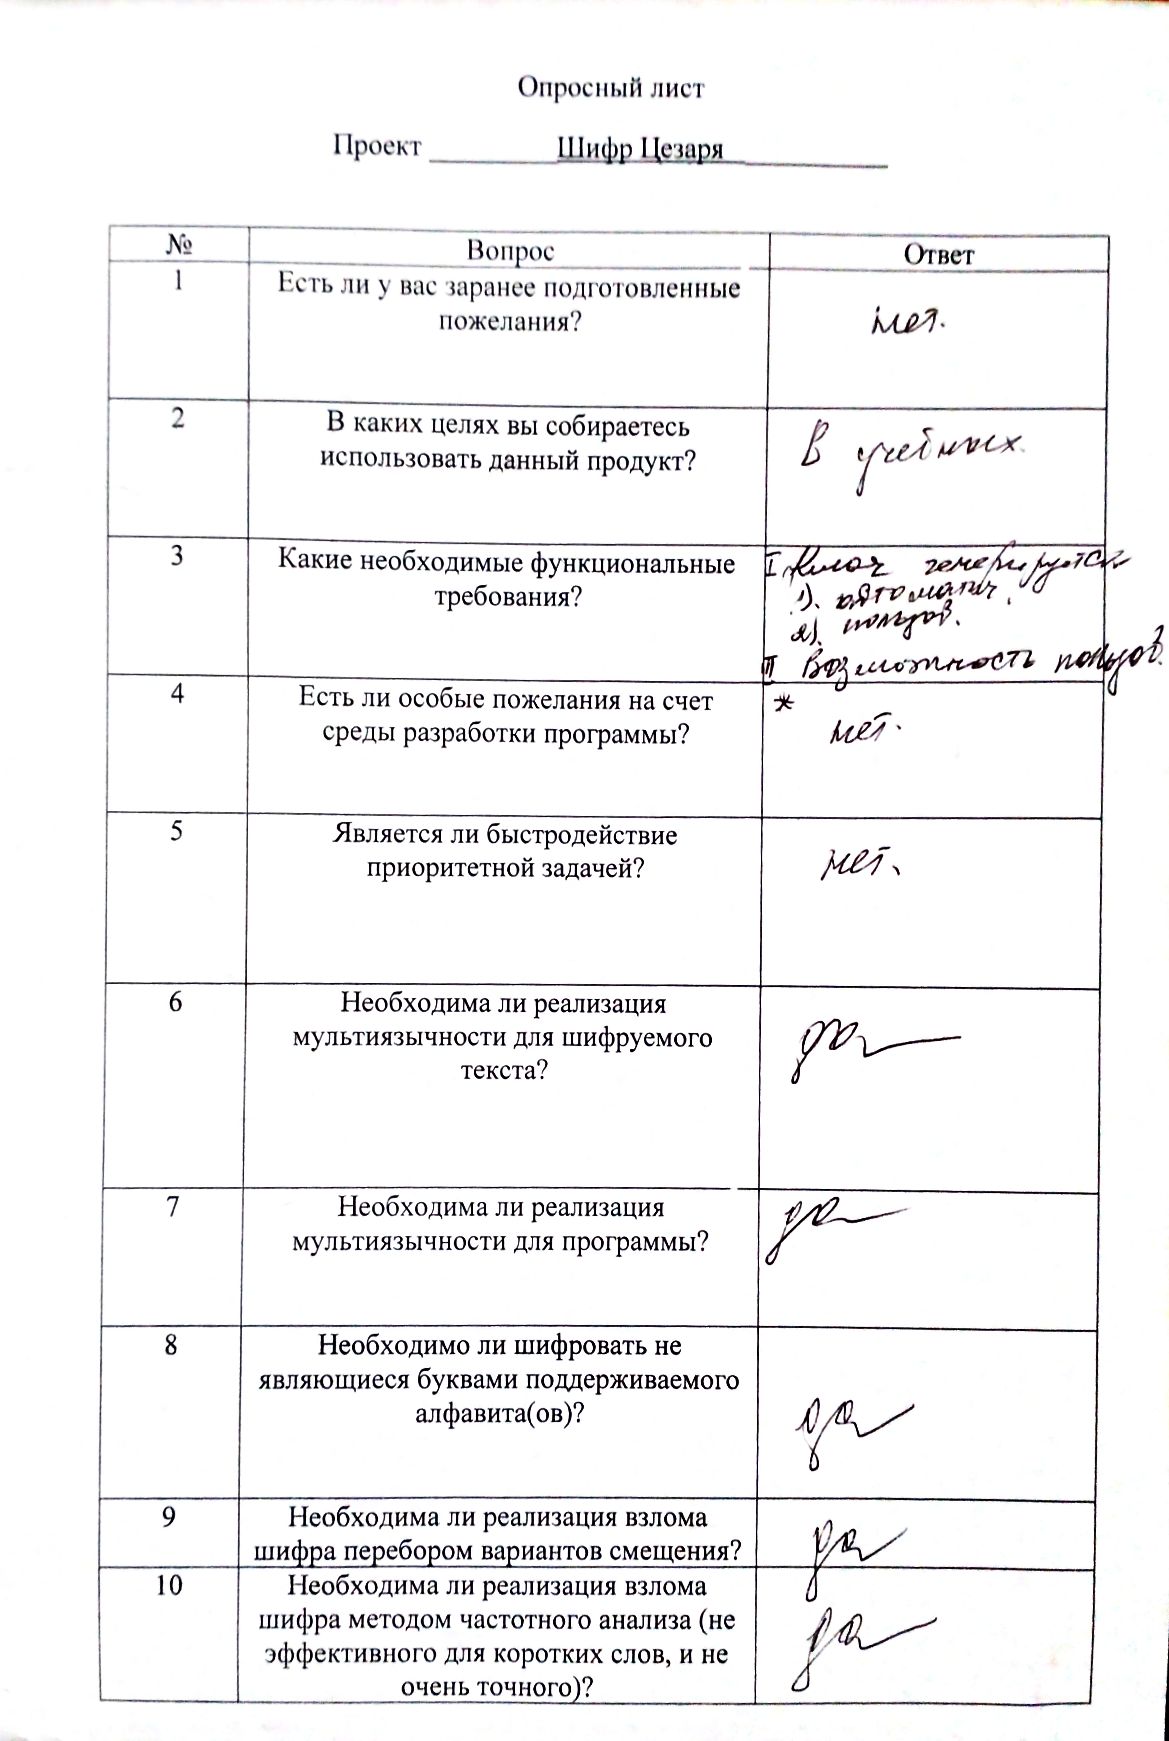 Опросный лист
Проект Шифр Цезаря
№ Вопрос Ответ
1 Есть ли у вас заранее подготовленные
пожелания?
нет.
2 В каких целях вы собираетесь
использовать данный продукт?
В учебных.
3 Какие необходимые функциональные
требования?
I. Ключ генерируется
1). автоматич.
2). польов.
II Возможность
4 Есть ли особые пожелания на счет
среды разработки программы?
*
нет.
5 Является ли быстродействие
приоритетной задачей?
нет.
6 Необходима ли реализация
мультиязычности для шифруемого
текста?
да
7 Необходима ли реализация
мультиязычности для программы?
да
8 Необходимо ли шифровать не
являющиеся буквами поддерживаемого
алфавита(ов)?
да
9 Необходима ли реализация взлома
шифра перебором вариантов смещения?
да
10 Необходима ли реализация взлома
шифра методом частотного анализа (не
эффективного для коротких слов, и не
очень точного)?
да